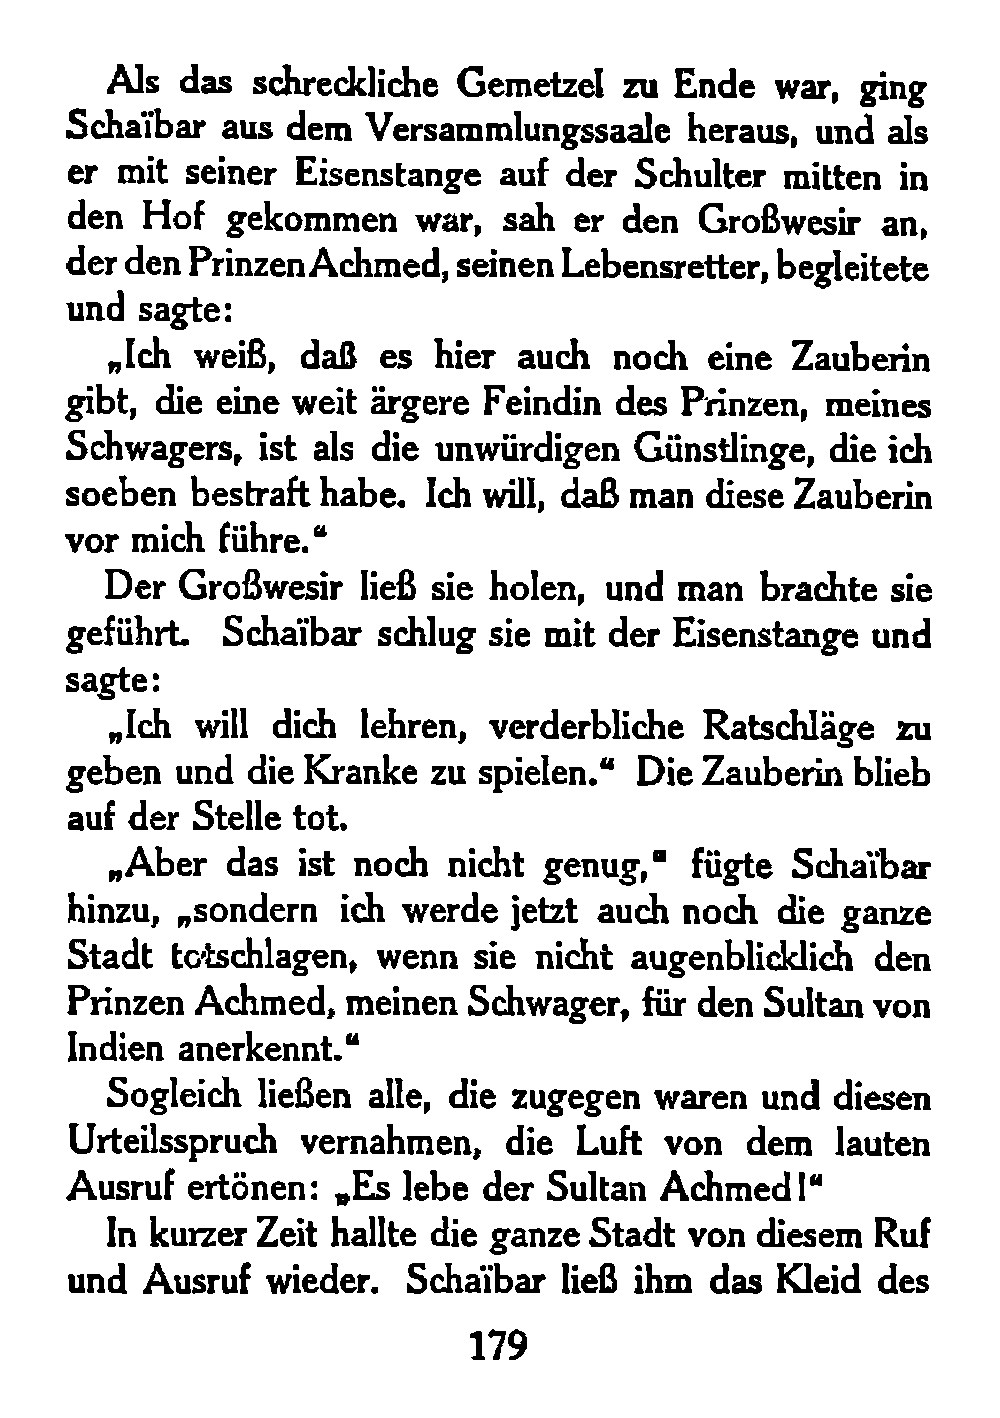 Als das schreckliche Gemetzel zu Ende war, ging
Schaïbar aus dem Versammlungssaale heraus, und als
er mit seiner Eisenstange auf der Schulter mitten in
den Hof gekommen war, sah er den Großwesir an,
der den Prinzen Achmed, seinen Lebensretter, begleitete
und sagte:
„Ich weiß, daß es hier auch noch eine Zauberin
gibt, die eine weit ärgere Feindin des Prinzen, meines
Schwagers, ist als die unwürdigen Günstlinge, die ich
soeben bestraft habe. Ich will, daß man diese Zauberin
vor mich führe.“
Der Großwesir ließ sie holen, und man brachte sie
geführt. Schaïbar schlug sie mit der Eisenstange und
sagte:
„Ich will dich lehren, verderbliche Ratschläge zu
geben und die Kranke zu spielen.“ Die Zauberin blieb
auf der Stelle tot.
„Aber das ist noch nicht genug,“ fügte Schaïbar
hinzu, „sondern ich werde jetzt auch noch die ganze
Stadt totschlagen, wenn sie nicht augenblicklich den
Prinzen Achmed, meinen Schwager, für den Sultan von
Indien anerkennt.“
Sogleich ließen alle, die zugegen waren und diesen
Urteilsspruch vernahmen, die Luft von dem lauten
Ausruf ertönen: „Es lebe der Sultan Achmed!“
In kurzer Zeit hallte die ganze Stadt von diesem Ruf
und Ausruf wieder. Schaïbar ließ ihm das Kleid des
179